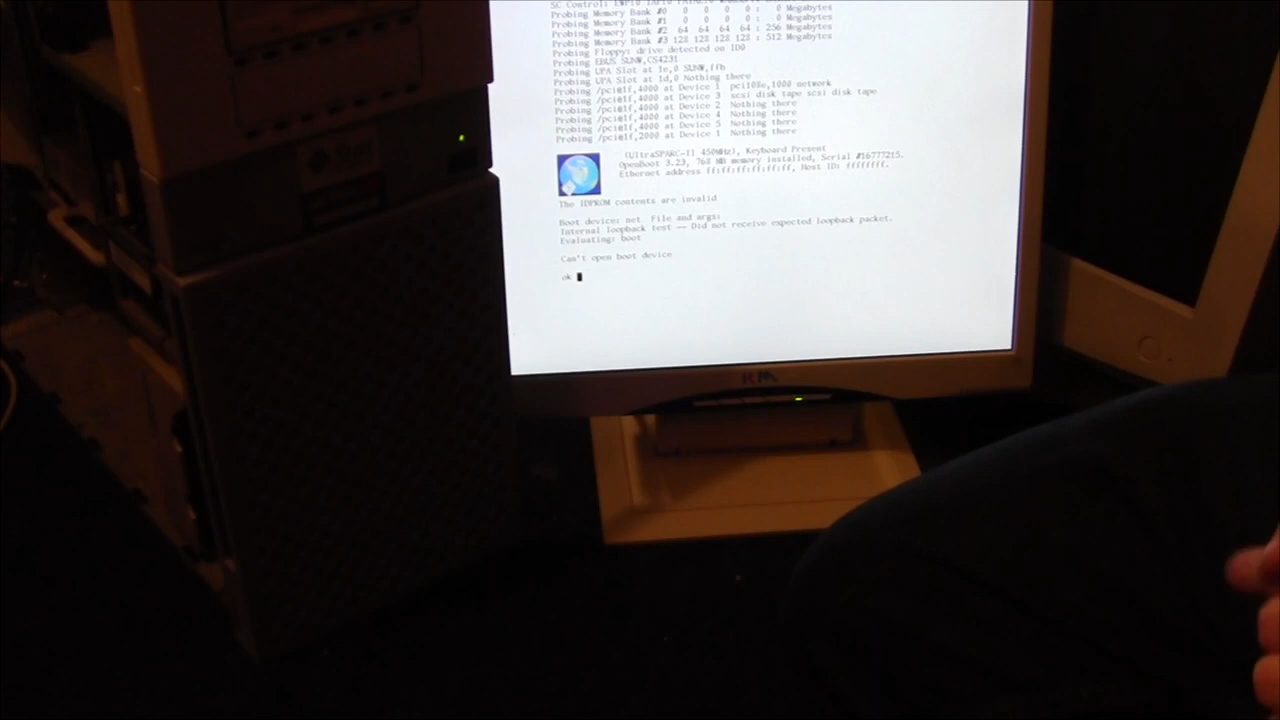 SC Control:
Probing Memory Bank #0 0 0 0 0 : 0 Megabytes
Probing Memory Bank #1 0 0 0 0 : 0 Megabytes
Probing Memory Bank #2 64 64 64 64 : 256 Megabytes
Probing Memory Bank #3 128 128 128 128 : 512 Megabytes
Probing Floppy: drive detected on ID0
Probing EBUS SUNW,CS4231
Probing UPA Slot at 1e,0 SUNW,ffb
Probing UPA Slot at 1d,0 Nothing there
Probing /pci@1f,4000 at Device 1 pci108e,1000 network
Probing /pci@1f,4000 at Device 3 scsi disk tape scsi disk tape
Probing /pci@1f,4000 at Device 2 Nothing there
Probing /pci@1f,4000 at Device 4 Nothing there
Probing /pci@1f,4000 at Device 5 Nothing there
Probing /pci@1f,2000 at Device 1 Nothing there
(UltraSPARC-II 450MHz), Keyboard Present
OpenBoot 3.23, 768 MB memory installed, Serial #16777215.
Ethernet address ff:ff:ff:ff:ff:ff, Host ID: ffffffff.
The IDPROM contents are invalid
Boot device: net File and args:
Internal loopback test -- Did not receive expected loopback packet.
Evaluating: boot
Can't open boot device
ok
RM